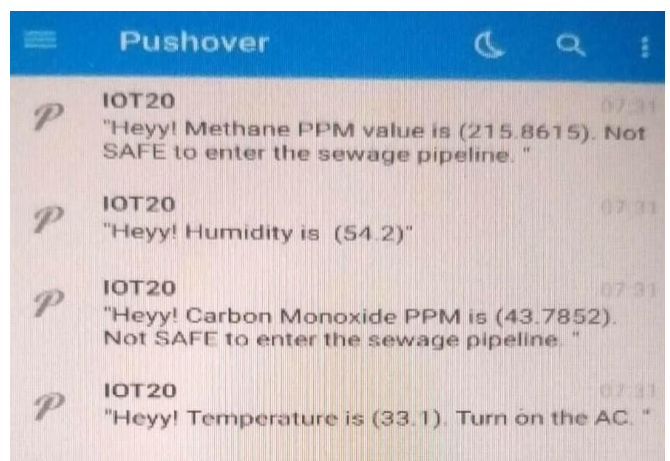 Pushover
IOT20
07:31
"Heyy! Methane PPM value is (215.8615). Not
SAFE to enter the sewage pipeline. "
IOT20
07:31
"Heyy! Humidity is  (54.2)"
IOT20
07:31
"Heyy! Carbon Monoxide PPM is (43.7852).
Not SAFE to enter the sewage pipeline. "
IOT20
07:31
"Heyy! Temperature is (33.1). Turn on the AC. "